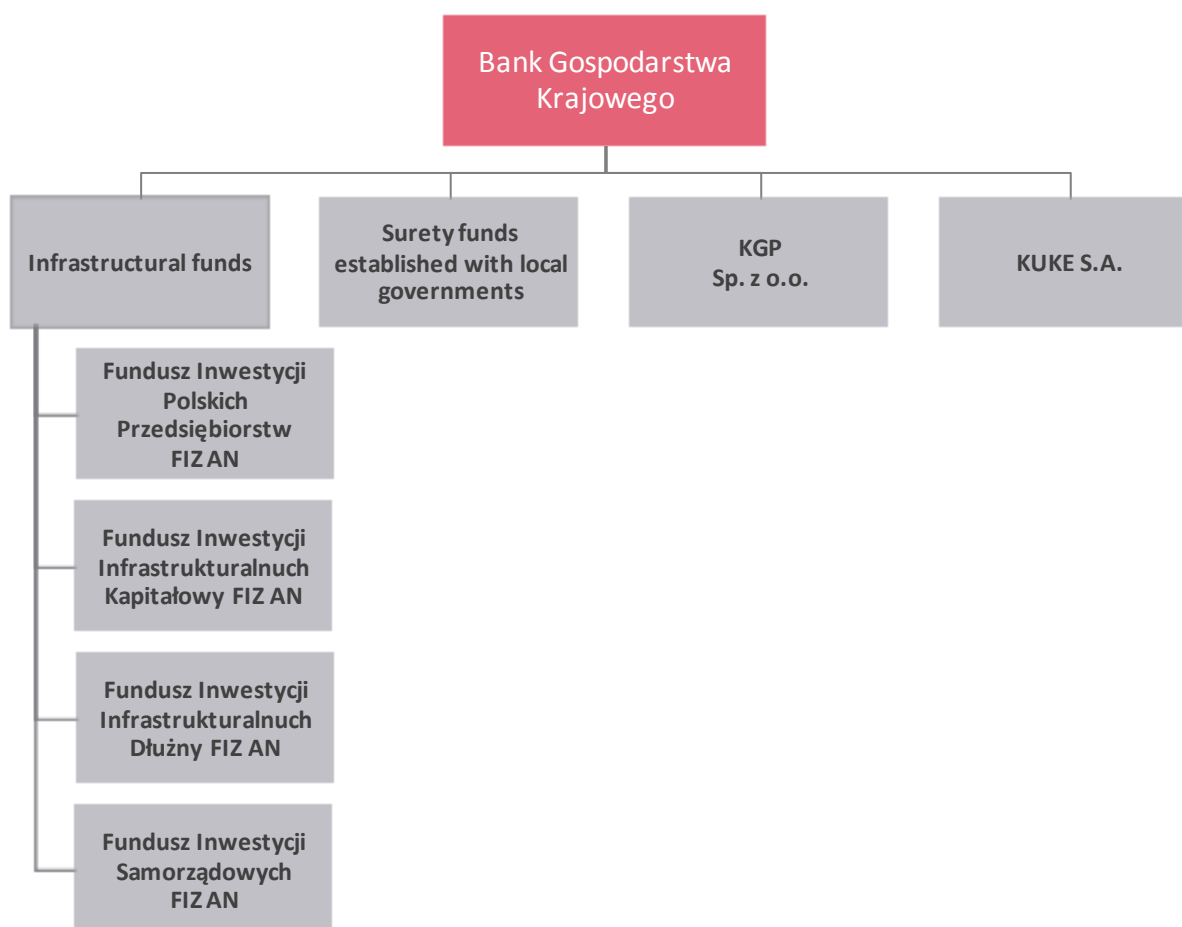 Bank Gospodarstwa
Krajowego
Infrastructural funds
Surety funds
established with local
governments
KGP
Sp. z o.o.
KUKE S.A.
Fundusz Inwestycji
Polskich
Przedsiębiorstw
FIZ AN
Fundusz Inwestycji
Infrastrukturalnuch
Kapitałowy FIZ AN
Fundusz Inwestycji
Infrastrukturalnuch
Dłużny FIZ AN
Fundusz Inwestycji
Samorządowych
FIZ AN